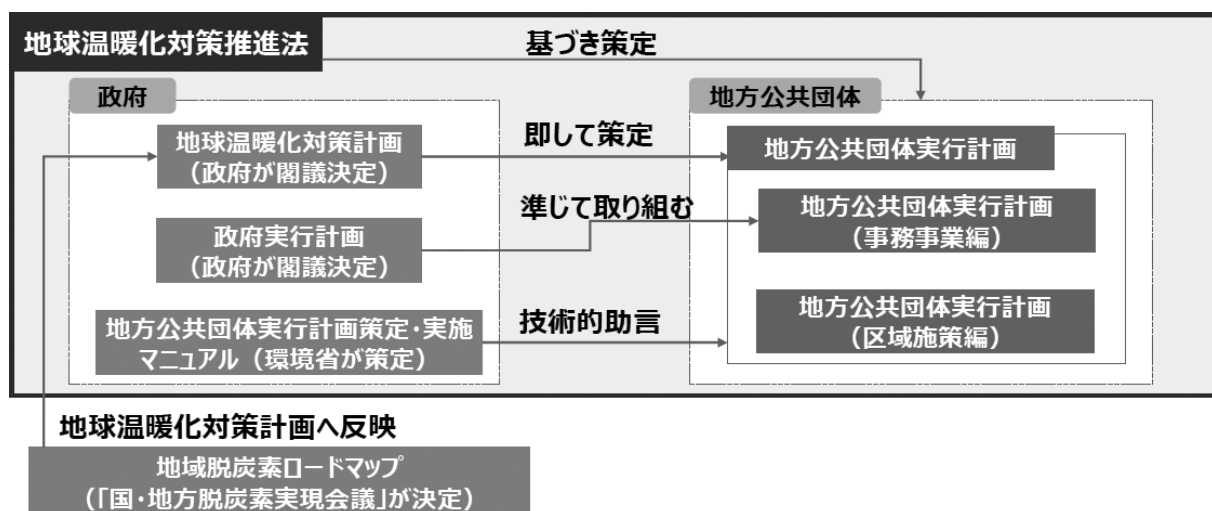 地球温暖化対策推進法
基づき策定
政府
地方公共団体
地球温暖化対策計画
（政府が閣議決定）
即して策定
地方公共団体実行計画
政府実行計画
（政府が閣議決定）
準じて取り組む
地方公共団体実行計画
（事務事業編）
地方公共団体実行計画策定・実施
マニュアル（環境省が策定）
技術的助言
地方公共団体実行計画
（区域施策編）
地球温暖化対策計画へ反映
地域脱炭素ロードマップ
（「国・地方脱炭素実現会議」が決定）